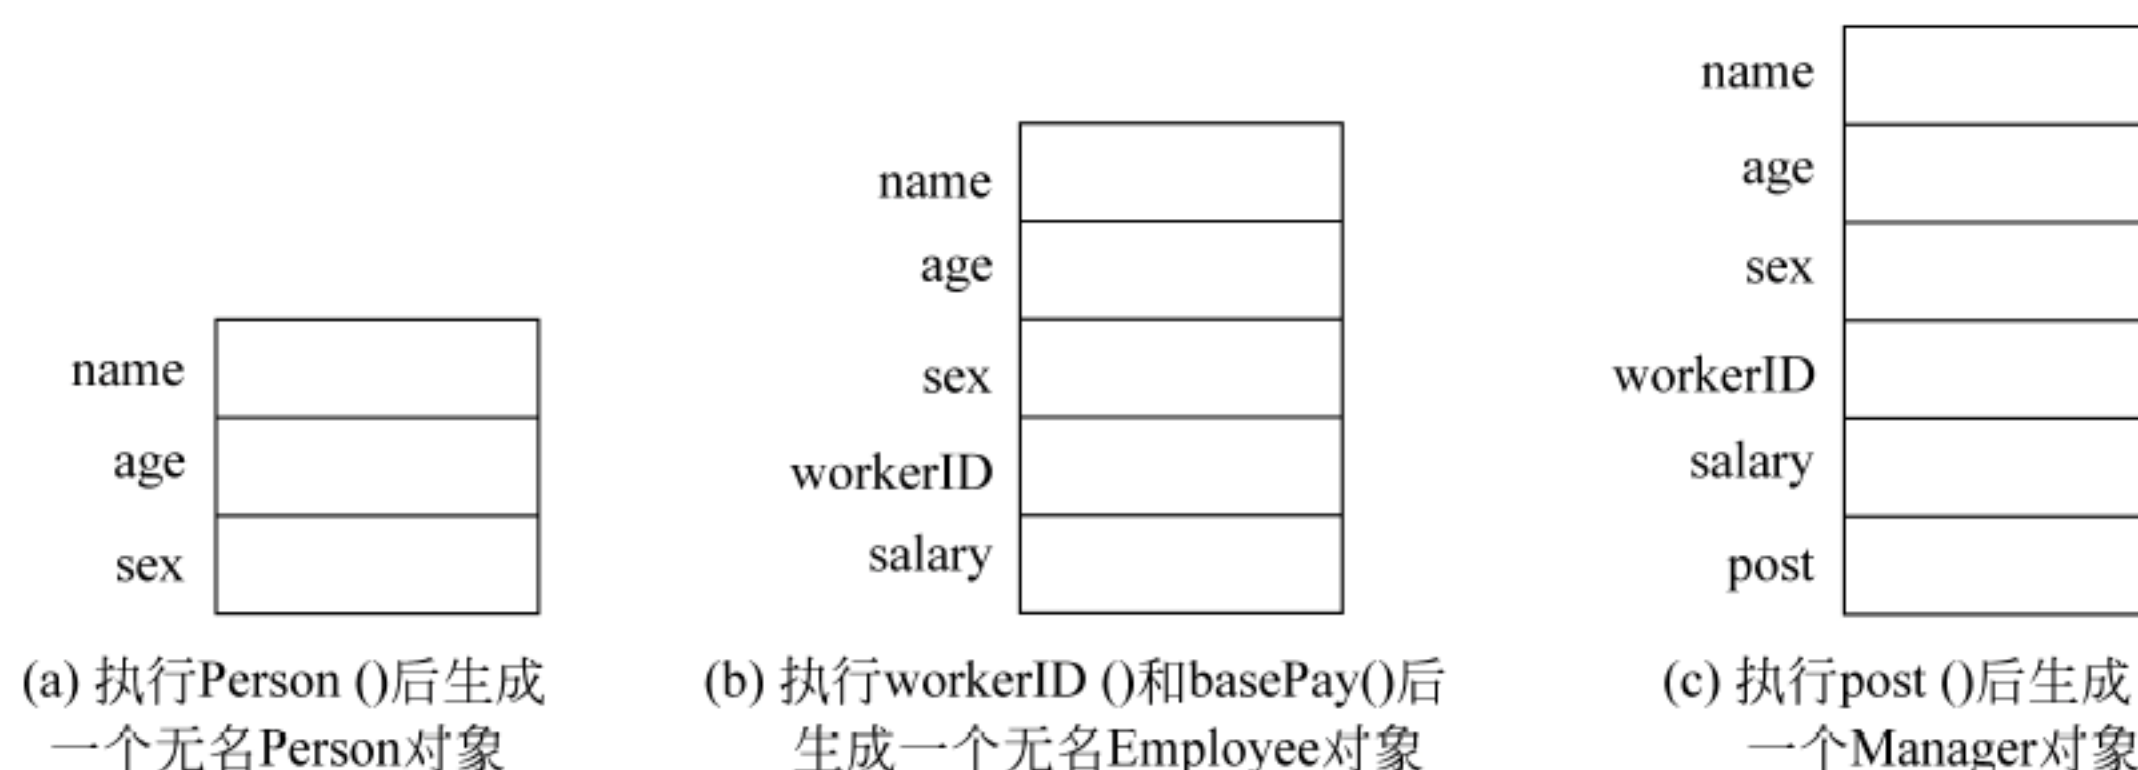 name
age
sex
(a) 执行Person ()后生成
一个无名Person对象
name
age
sex
workerID
salary
(b) 执行workerID ()和basePay()后
生成一个无名Employee对象
name
age
sex
workerID
salary
post
(c) 执行post ()后生成
一个Manager对象